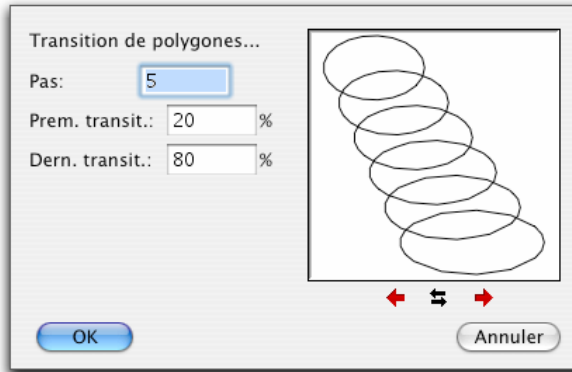 Transition de polygones...
Pas: 5
Prem. transit.: 20 %
Dern. transit.: 80 %
OK
Annuler